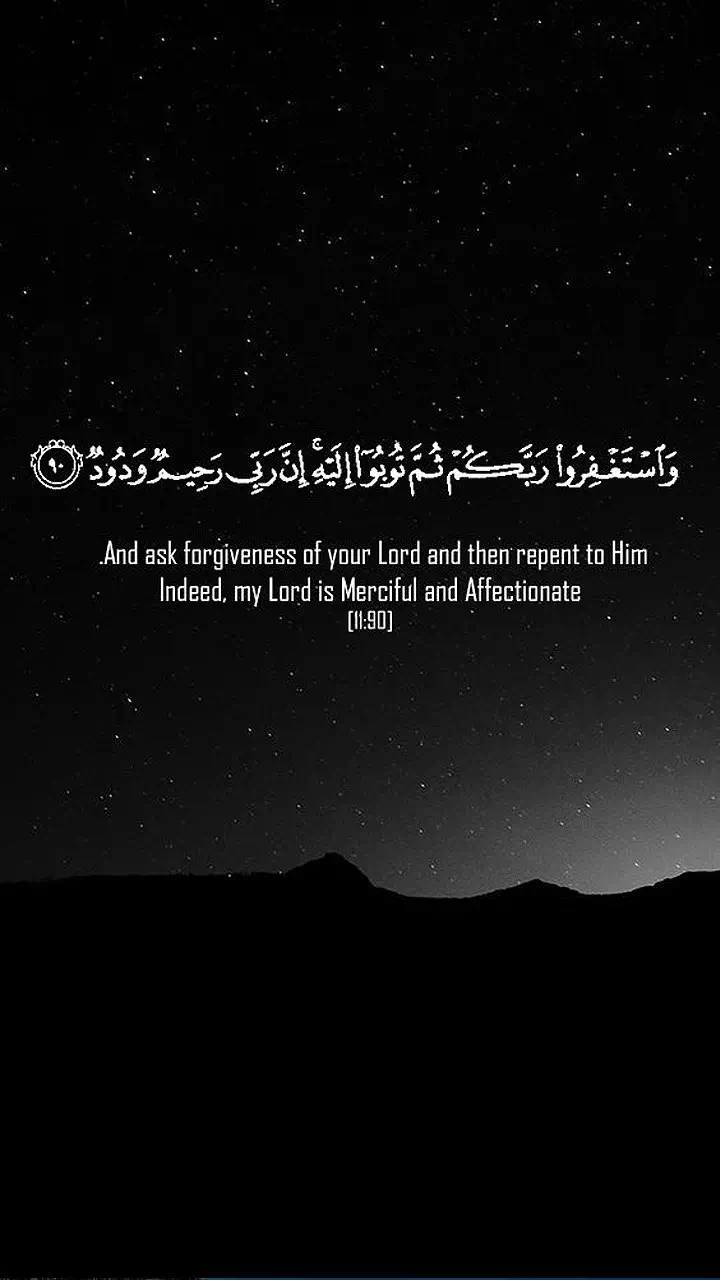 وَٱسۡتَغۡفِرُواْ رَبَّكُمۡ ثُمَّ تُوبُوٓاْ إِلَيۡهِۚ إِنَّ رَبِّي رَحِيمٞ وَدُودٞ ٩٠
.And ask forgiveness of your Lord and then repent to Him
Indeed, my Lord is Merciful and Affectionate
[11:90]